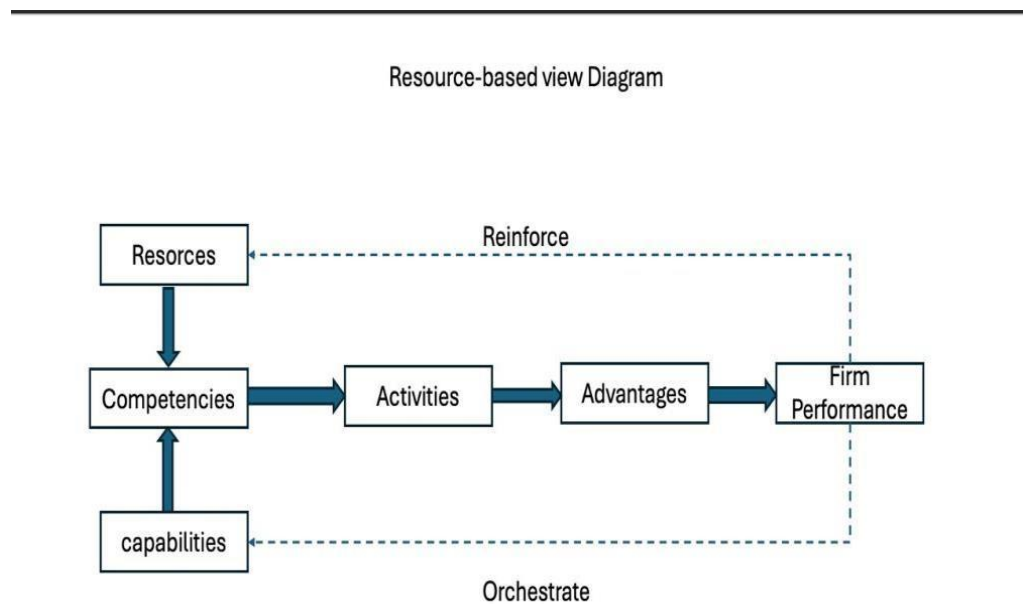 Resource-based view Diagram
Reinforce
Resorces
Competencies
Activities
Advantages
Firm
Performance
capabilities
Orchestrate